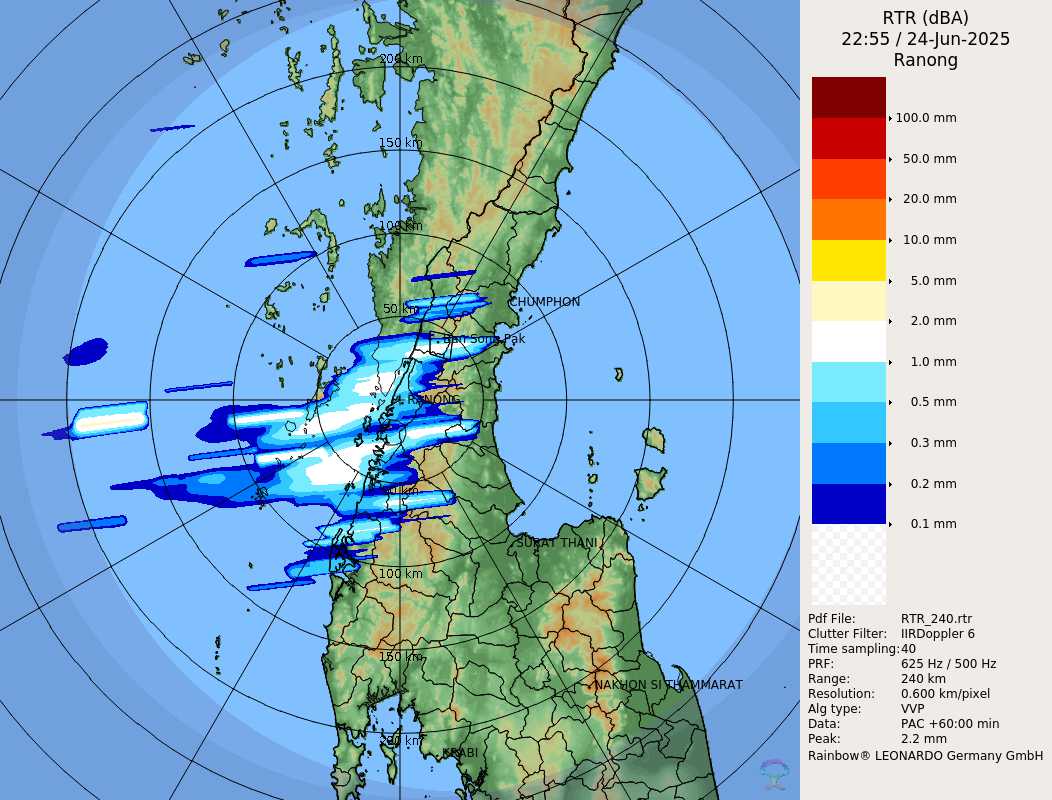 RTR (dBA)
22:55 / 24-Jun-2025
Ranong
100.0 mm
50.0 mm
20.0 mm
10.0 mm
5.0 mm
2.0 mm
1.0 mm
0.5 mm
0.3 mm
0.2 mm
0.1 mm
Pdf File: RTR_240.rtr
Clutter Filter: IIRDoppler 6
Time sampling: 40
PRF: 625 Hz / 500 Hz
Range: 240 km
Resolution: 0.600 km/pixel
Alg type: VVP
Data: PAC +60:00 min
Peak: 2.2 mm
Rainbow® LEONARDO Germany GmbH
200 km
150 km
100 km
CHUMPHON
50 km
Ban Song Pak
RANONG
50 km
SURAT THANI
100 km
150 km
NAKHON SI THAMMARAT
200 km
KRABI